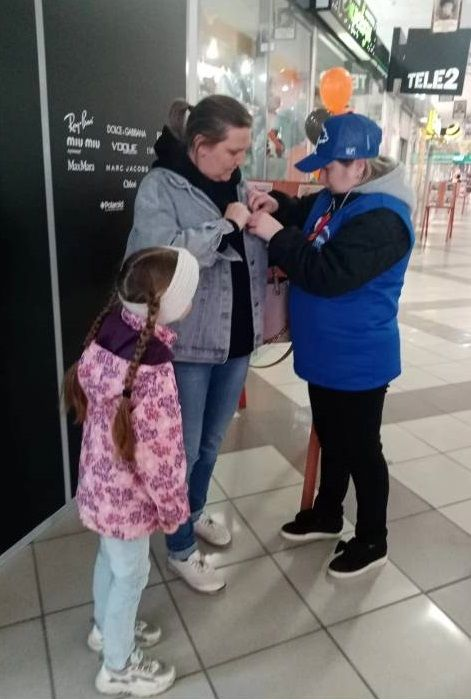 Ray-Ban
DOLCE & GABBANA
miu miu
VOGUE
MaxMara
MARC JACOBS
Chloé
Polaroid
TELE2